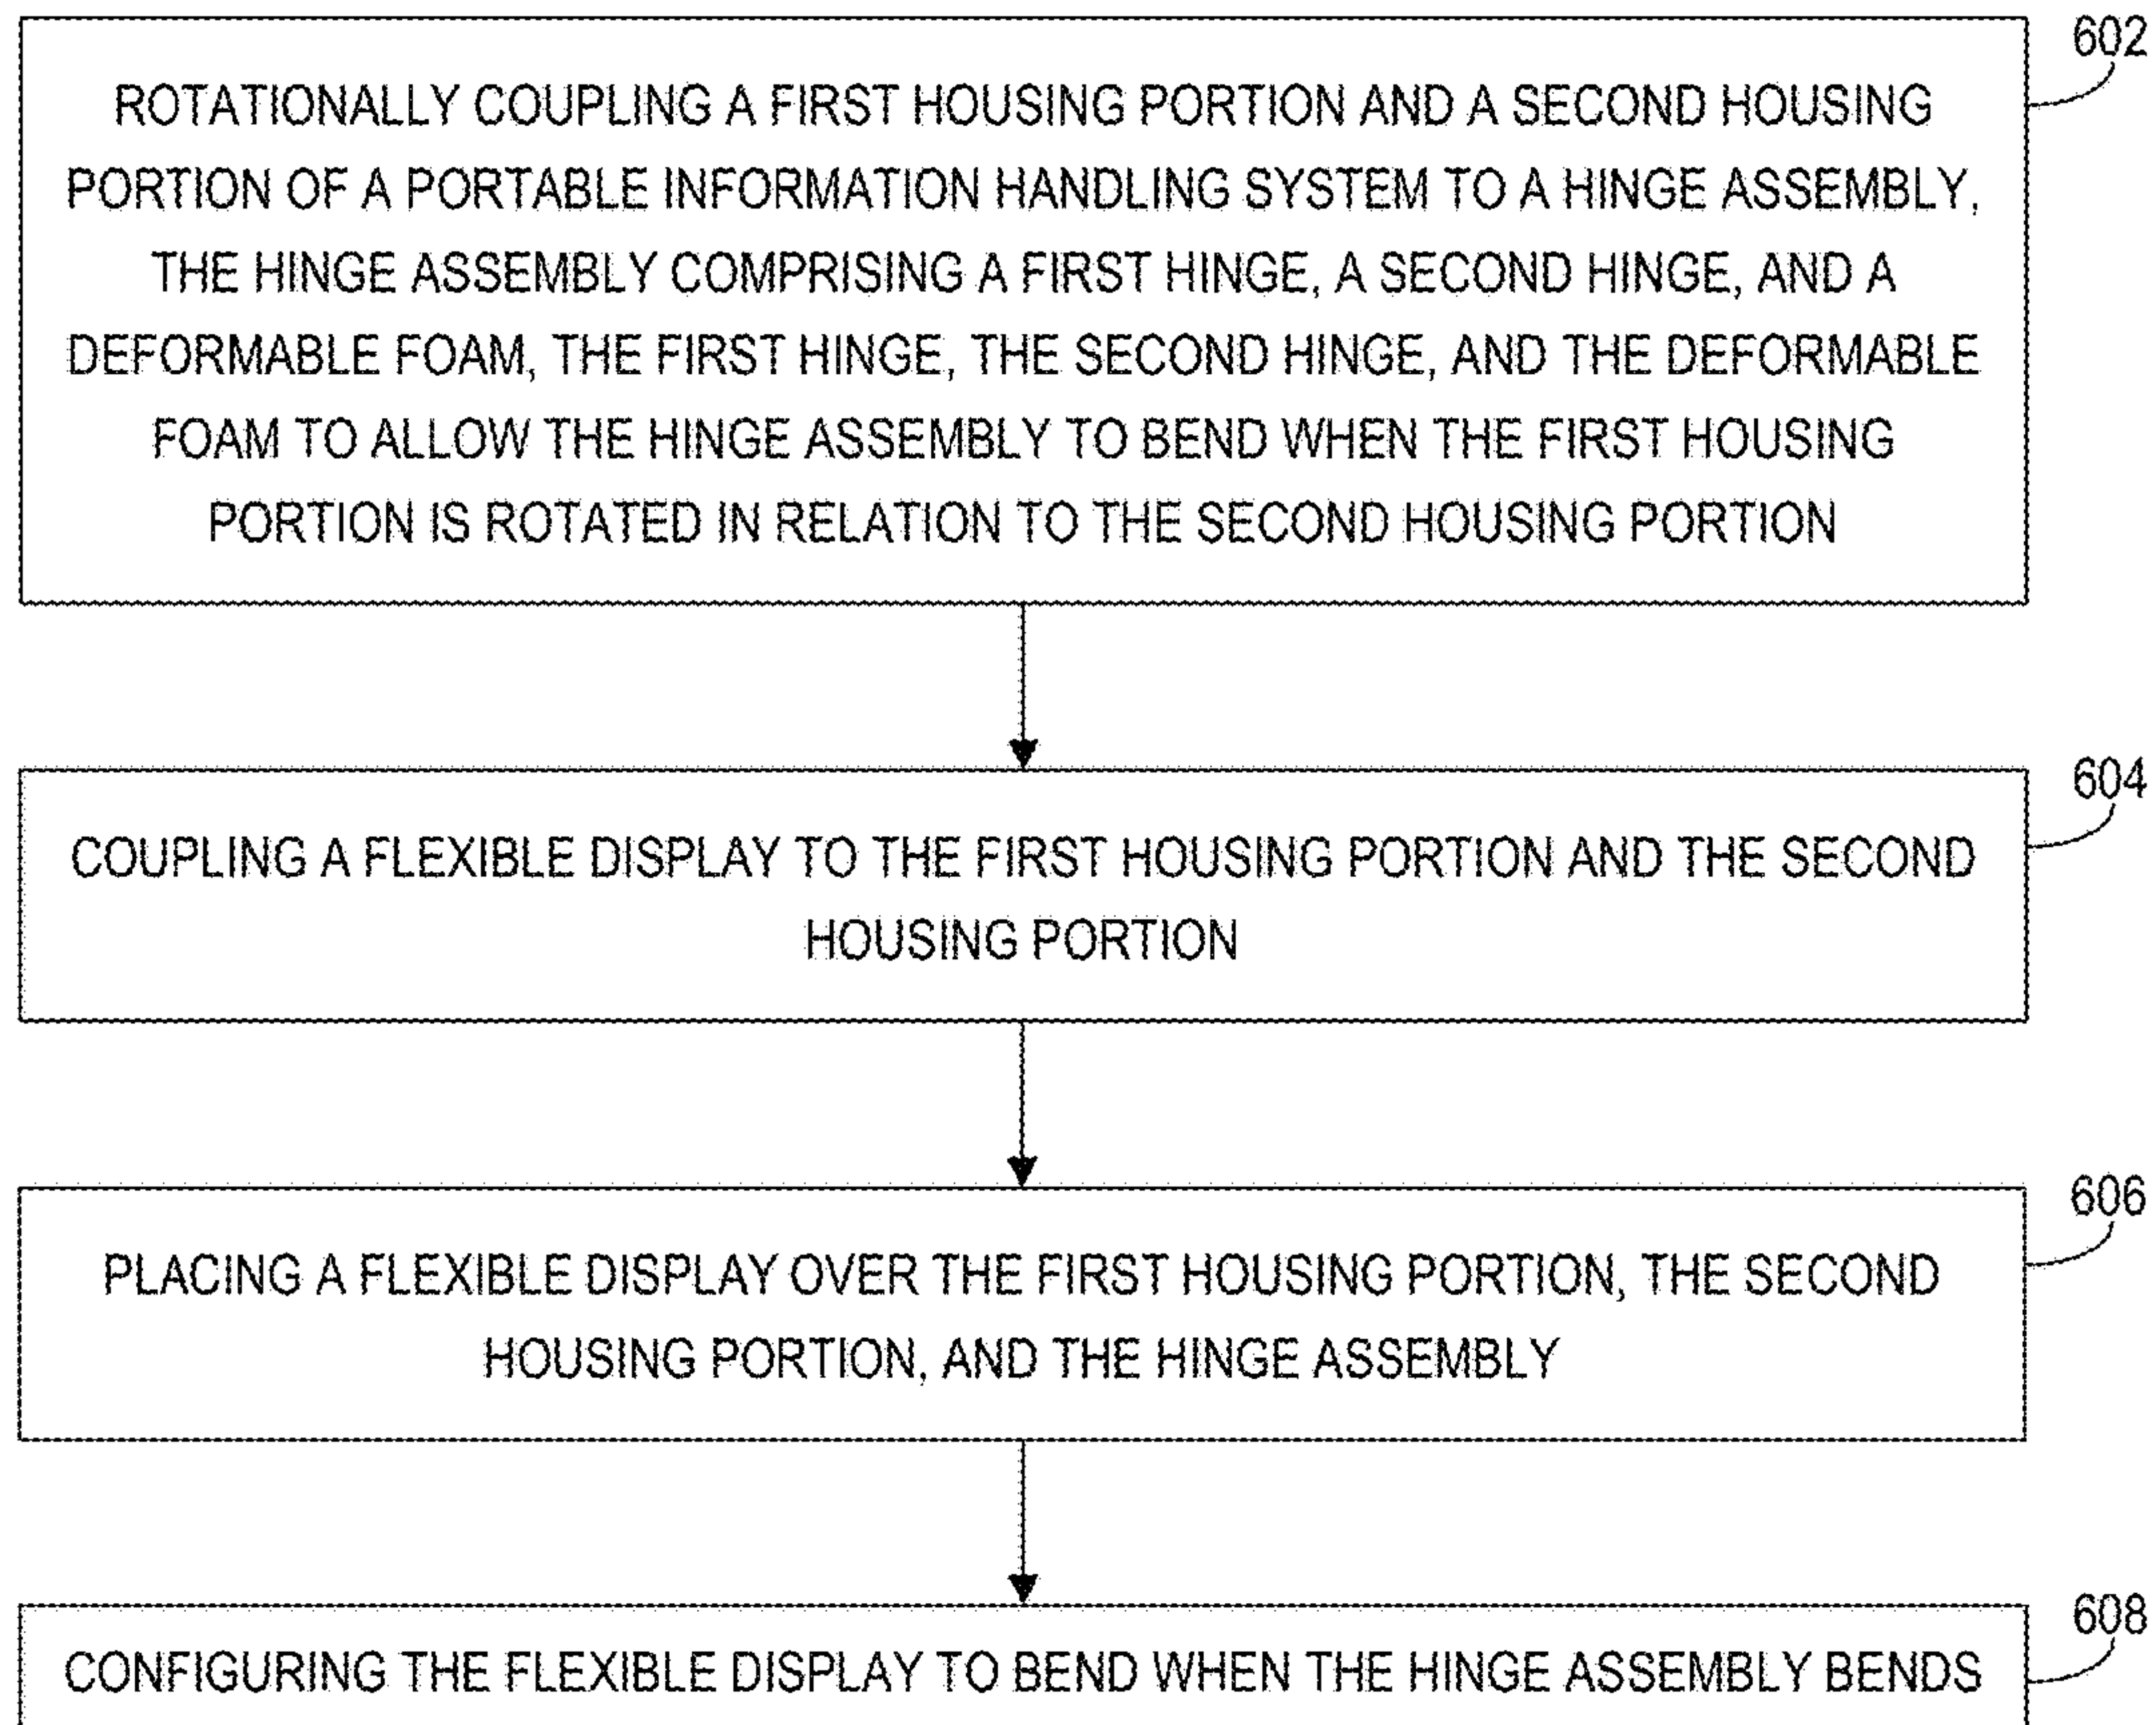 602
ROTATIONALLY COUPLING A FIRST HOUSING PORTION AND A SECOND HOUSING
PORTION OF A PORTABLE INFORMATION HANDLING SYSTEM TO A HINGE ASSEMBLY,
THE HINGE ASSEMBLY COMPRISING A FIRST HINGE, A SECOND HINGE, AND A
DEFORMABLE FOAM, THE FIRST HINGE, THE SECOND HINGE, AND THE DEFORMABLE
FOAM TO ALLOW THE HINGE ASSEMBLY TO BEND WHEN THE FIRST HOUSING
PORTION IS ROTATED IN RELATION TO THE SECOND HOUSING PORTION
604
COUPLING A FLEXIBLE DISPLAY TO THE FIRST HOUSING PORTION AND THE SECOND
HOUSING PORTION
606
PLACING A FLEXIBLE DISPLAY OVER THE FIRST HOUSING PORTION, THE SECOND
HOUSING PORTION, AND THE HINGE ASSEMBLY
608
CONFIGURING THE FLEXIBLE DISPLAY TO BEND WHEN THE HINGE ASSEMBLY BENDS